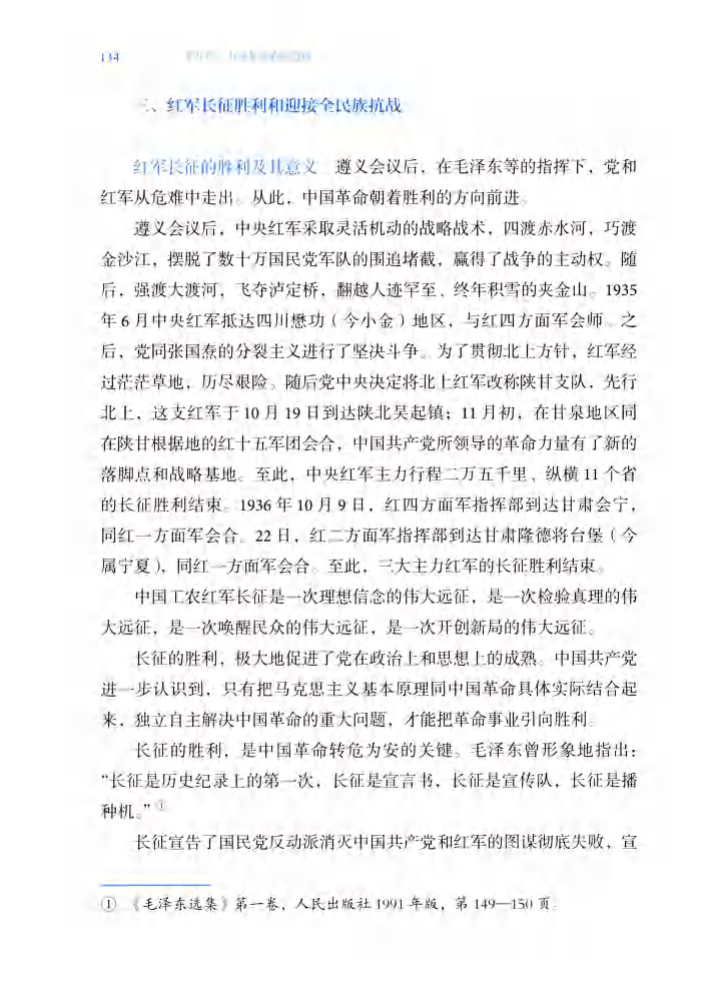 134
三、红军长征胜利和迎接全民族抗战
红军长征的胜利及其意义 遵义会议后，在毛泽东等的指挥下，党和
红军从危难中走出。从此，中国革命朝着胜利的方向前进。
遵义会议后，中央红军采取灵活机动的战略战术，四渡赤水河，巧渡
金沙江，摆脱了数十万国民党军队的围追堵截，赢得了战争的主动权。随
后，强渡大渡河，飞夺泸定桥，翻越人迹罕至、终年积雪的夹金山。1935
年 6 月中央红军抵达四川懋功（今小金）地区，与红四方面军会师。之
后，党同张国焘的分裂主义进行了坚决斗争。为了贯彻北上方针，红军经
过茫茫草地，历尽艰险。随后党中央决定将北上红军改称陕甘支队，先行
北上，这支红军于 10 月 19 日到达陕北吴起镇；11 月初，在甘泉地区同
在陕甘根据地的红十五军团会合，中国共产党所领导的革命力量有了新的
落脚点和战略基地。至此，中央红军主力行程二万五千里、纵横 11 个省
的长征胜利结束。1936 年 10 月 9 日，红四方面军指挥部到达甘肃会宁，
同红一方面军会合。22 日，红二方面军指挥部到达甘肃隆德将台堡（今
属宁夏），同红一方面军会合。至此，三大主力红军的长征胜利结束。
中国工农红军长征是一次理想信念的伟大远征，是一次检验真理的伟
大远征，是一次唤醒民众的伟大远征，是一次开创新局的伟大远征。
长征的胜利，极大地促进了党在政治上和思想上的成熟。中国共产党
进一步认识到，只有把马克思主义基本原理同中国革命具体实际结合起
来，独立自主解决中国革命的重大问题，才能把革命事业引向胜利。
长征的胜利，是中国革命转危为安的关键。毛泽东曾形象地指出：
“长征是历史纪录上的第一次，长征是宣言书，长征是宣传队，长征是播
种机。”①
长征宣告了国民党反动派消灭中国共产党和红军的图谋彻底失败，宣
① 《毛泽东选集》第一卷，人民出版社 1991 年版，第 149—150 页。